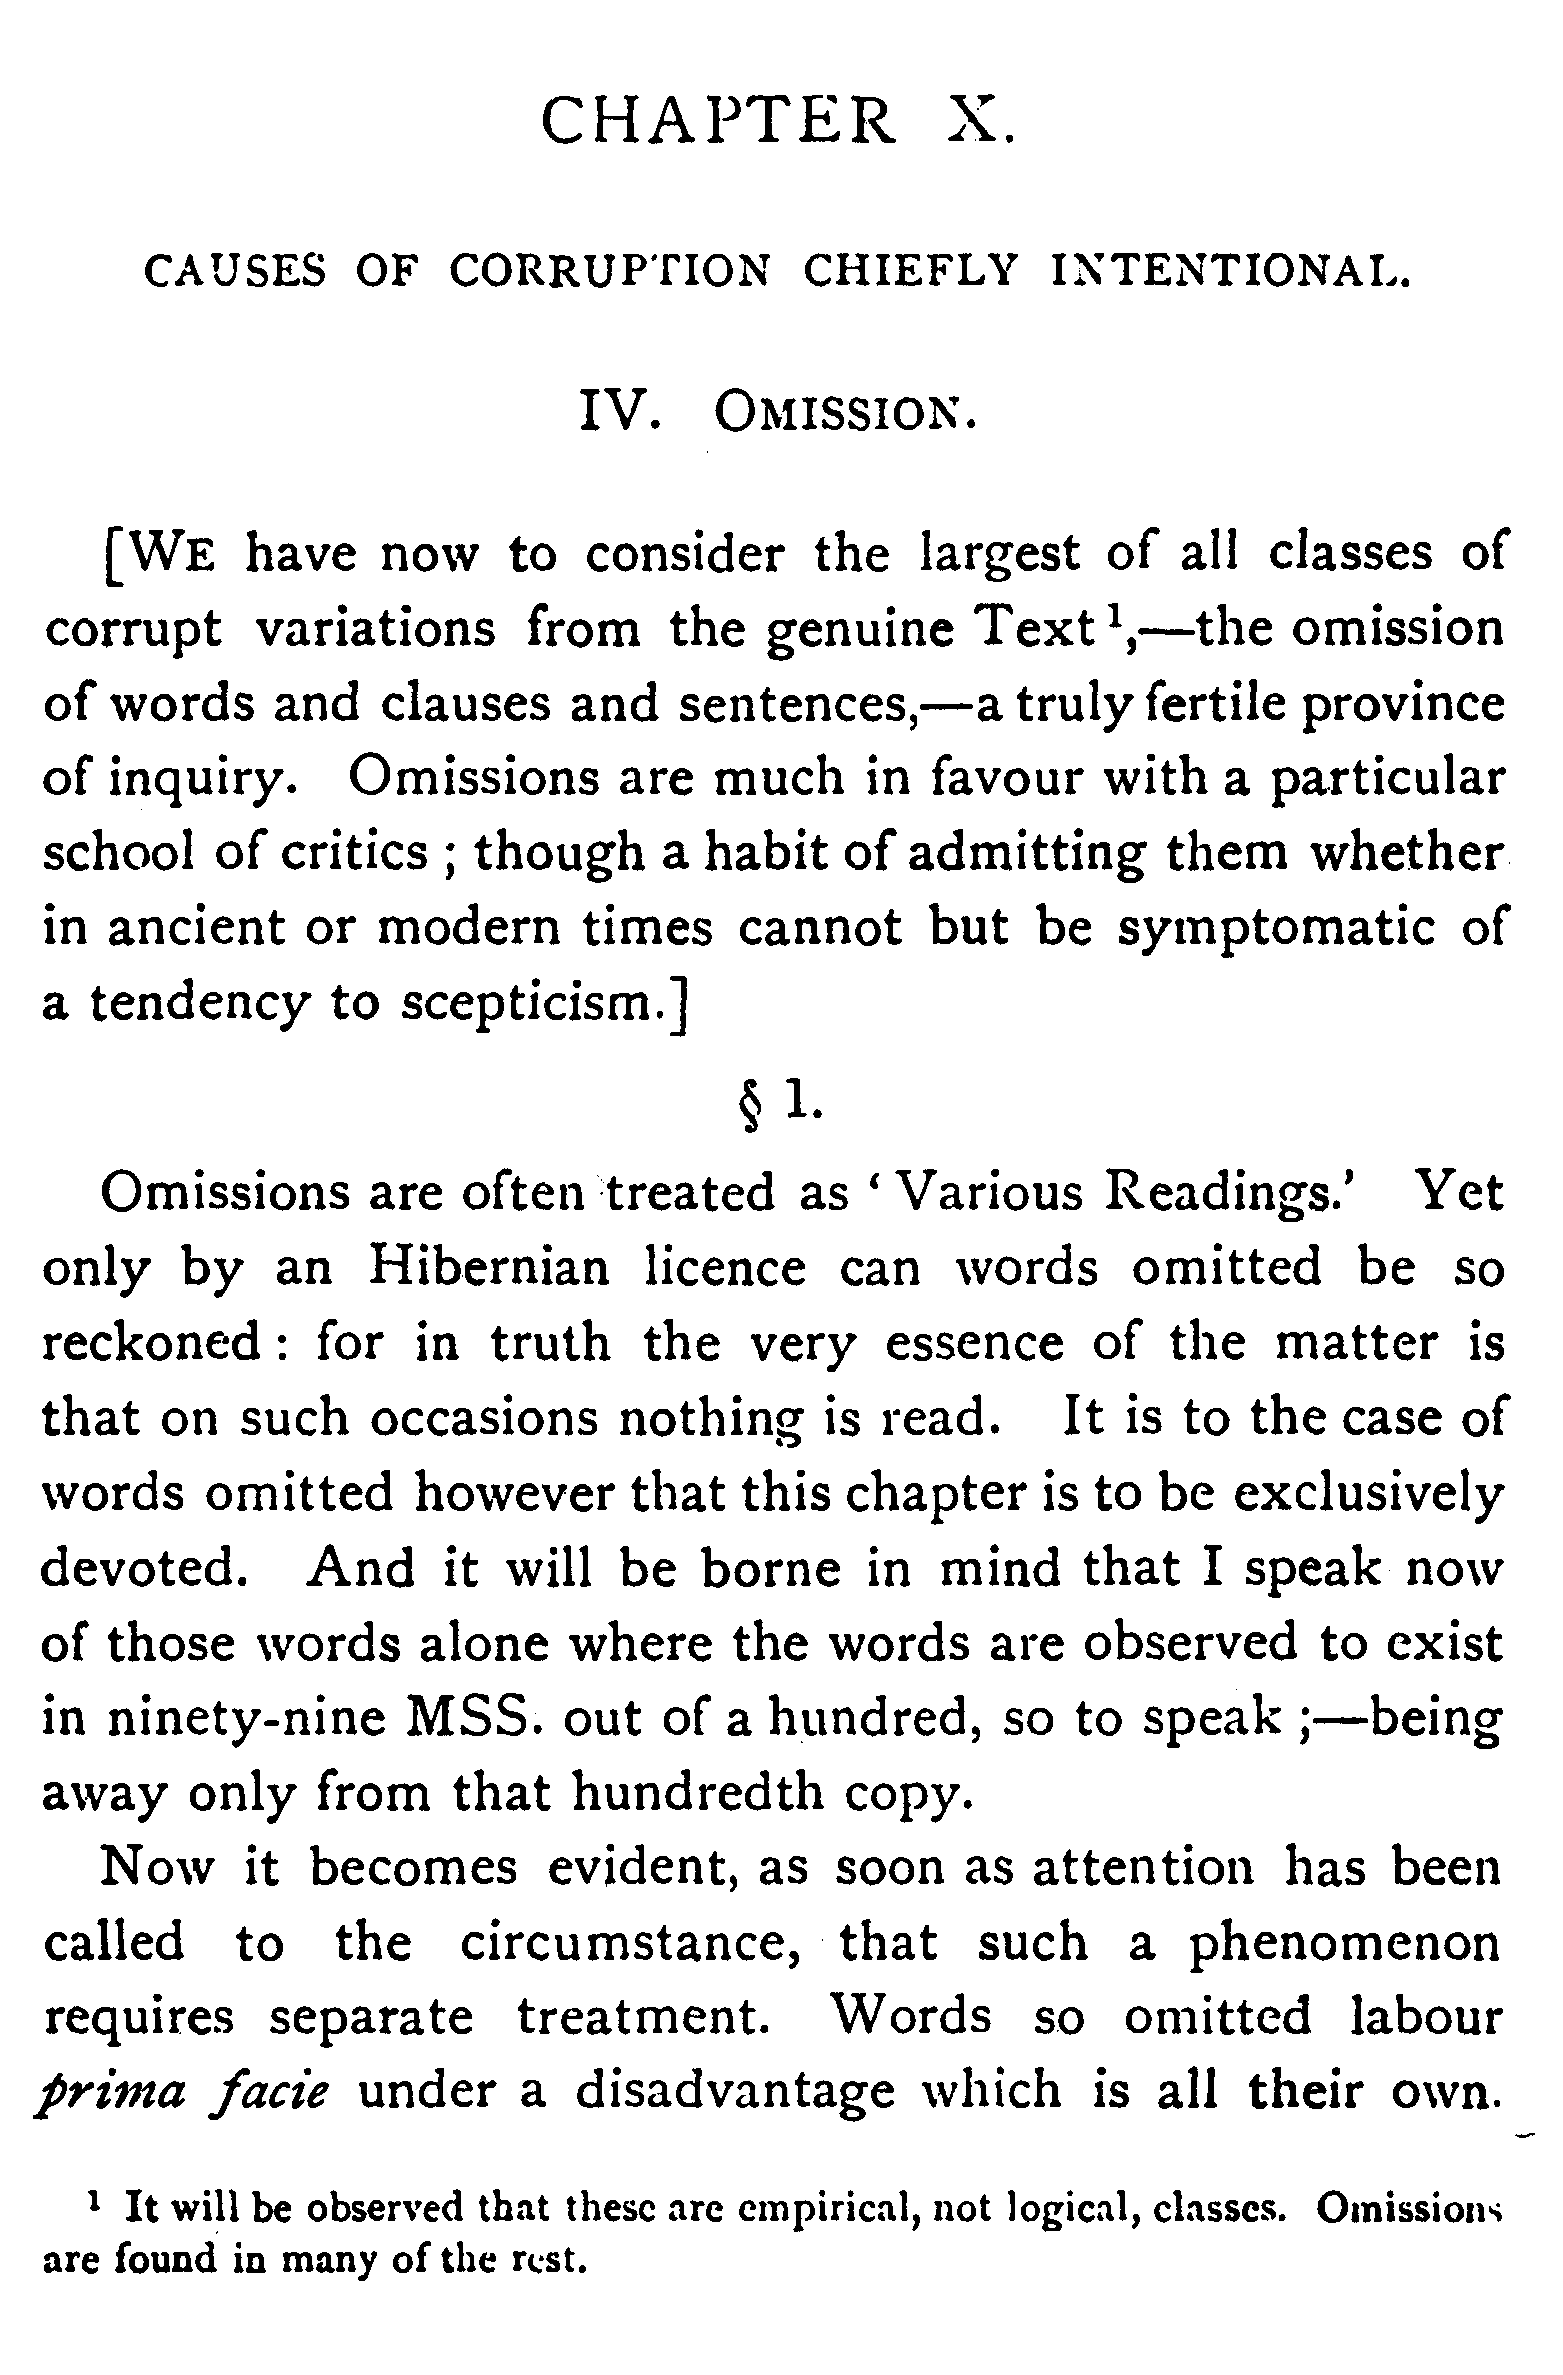 CHAPTER X.
CAUSES OF CORRUPTION CHIEFLY INTENTIONAL.
IV. OMISSION.
[WE have now to consider the largest of all classes of
corrupt variations from the genuine Text ¹,—the omission
of words and clauses and sentences,—a truly fertile province
of inquiry. Omissions are much in favour with a particular
school of critics ; though a habit of admitting them whether
in ancient or modern times cannot but be symptomatic of
a tendency to scepticism.]
§ 1.
Omissions are often treated as ‘ Various Readings.’ Yet
only by an Hibernian licence can words omitted be so
reckoned : for in truth the very essence of the matter is
that on such occasions nothing is read. It is to the case of
words omitted however that this chapter is to be exclusively
devoted. And it will be borne in mind that I speak now
of those words alone where the words are observed to exist
in ninety-nine MSS. out of a hundred, so to speak ;—being
away only from that hundredth copy.
Now it becomes evident, as soon as attention has been
called to the circumstance, that such a phenomenon
requires separate treatment. Words so omitted labour
prima facie under a disadvantage which is all their own.
¹ It will be observed that these are empirical, not logical, classes. Omissions
are found in many of the rest.